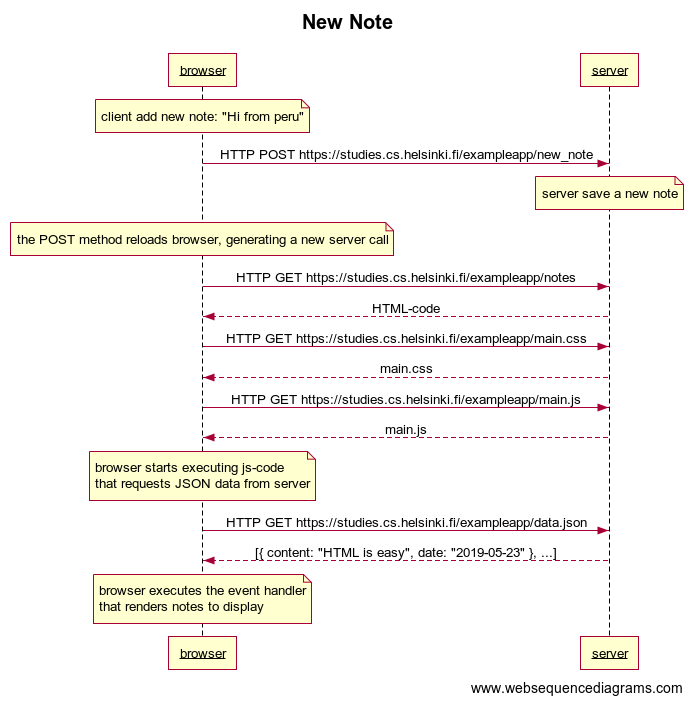 New Note
browser
server
client add new note: "Hi from peru"
HTTP POST https://studies.cs.helsinki.fi/exampleapp/new_note
server save a new note
the POST method reloads browser, generating a new server call
HTTP GET https://studies.cs.helsinki.fi/exampleapp/notes
HTML-code
HTTP GET https://studies.cs.helsinki.fi/exampleapp/main.css
main.css
HTTP GET https://studies.cs.helsinki.fi/exampleapp/main.js
main.js
browser starts executing js-code
that requests JSON data from server
HTTP GET https://studies.cs.helsinki.fi/exampleapp/data.json
[{ content: "HTML is easy", date: "2019-05-23" }, ...]
browser executes the event handler
that renders notes to display
browser
server
www.websequencediagrams.com